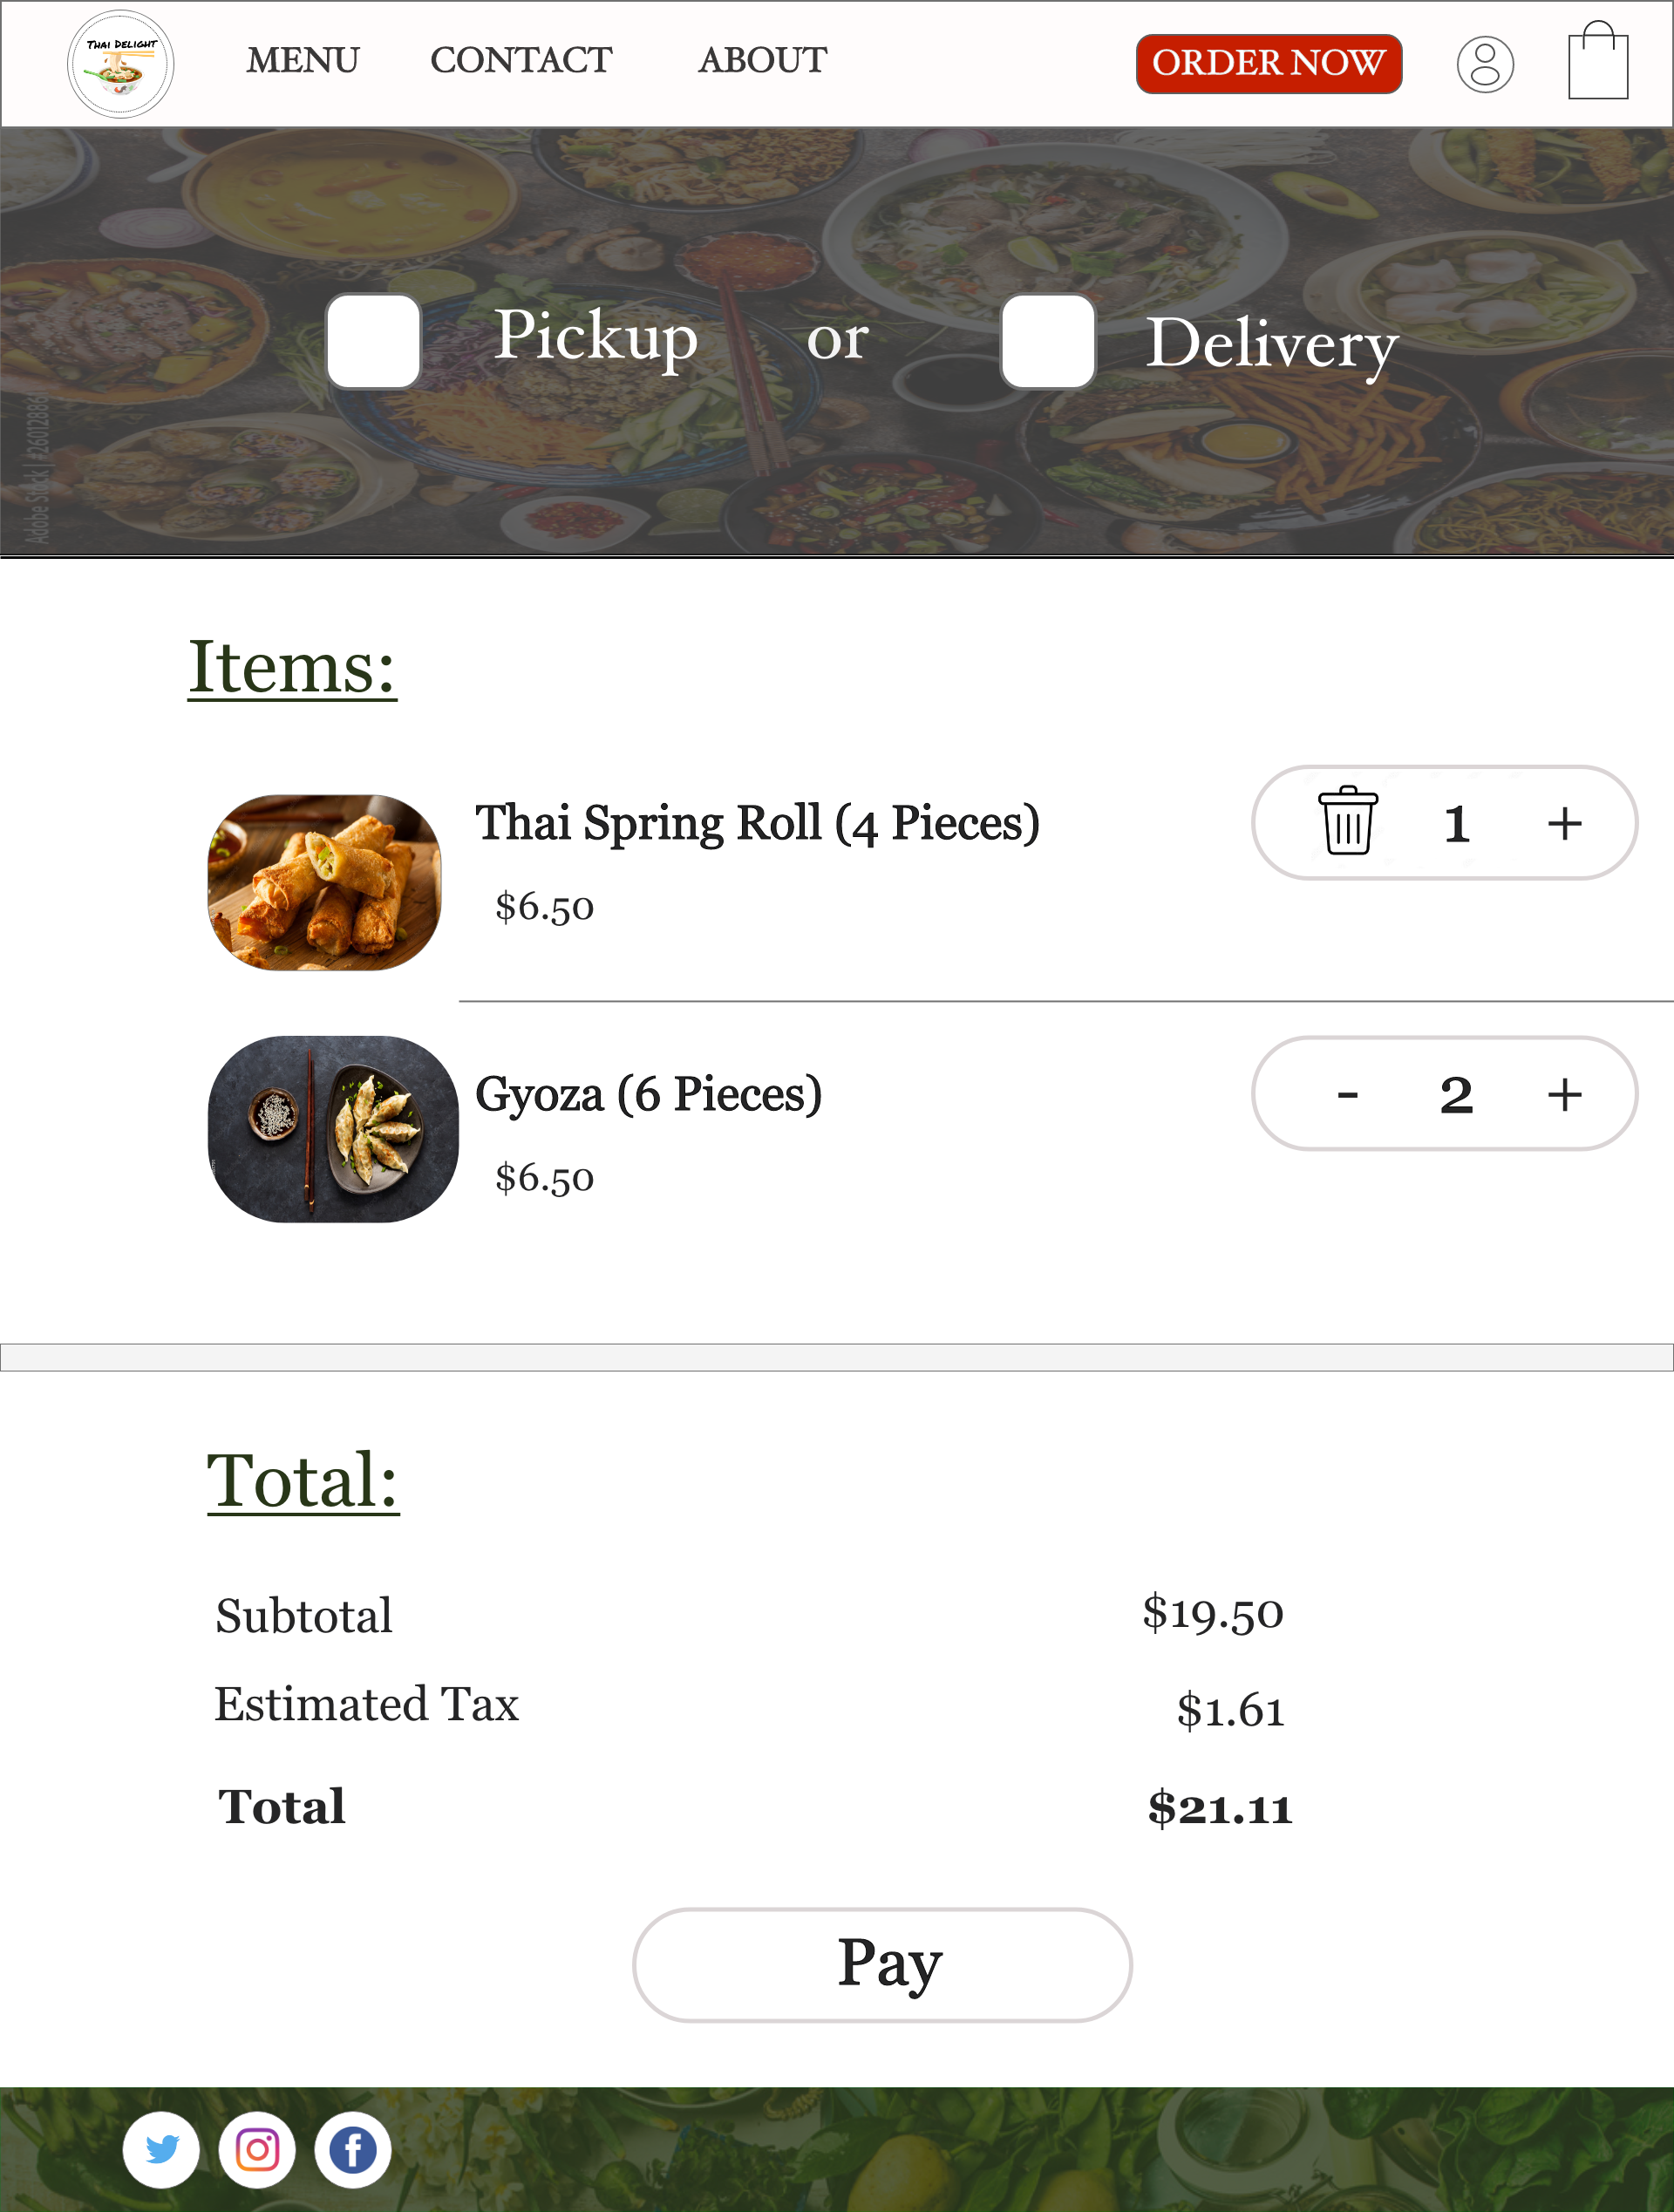 THAI DELIGHT
MENU CONTACT ABOUT ORDER NOW
Pickup or Delivery
Adobe Stock | #26012886
Items:
Thai Spring Roll (4 Pieces)
1 +
$6.50
Gyoza (6 Pieces)
- 2 +
$6.50
Total:
Subtotal $19.50
Estimated Tax $1.61
Total $21.11
Pay